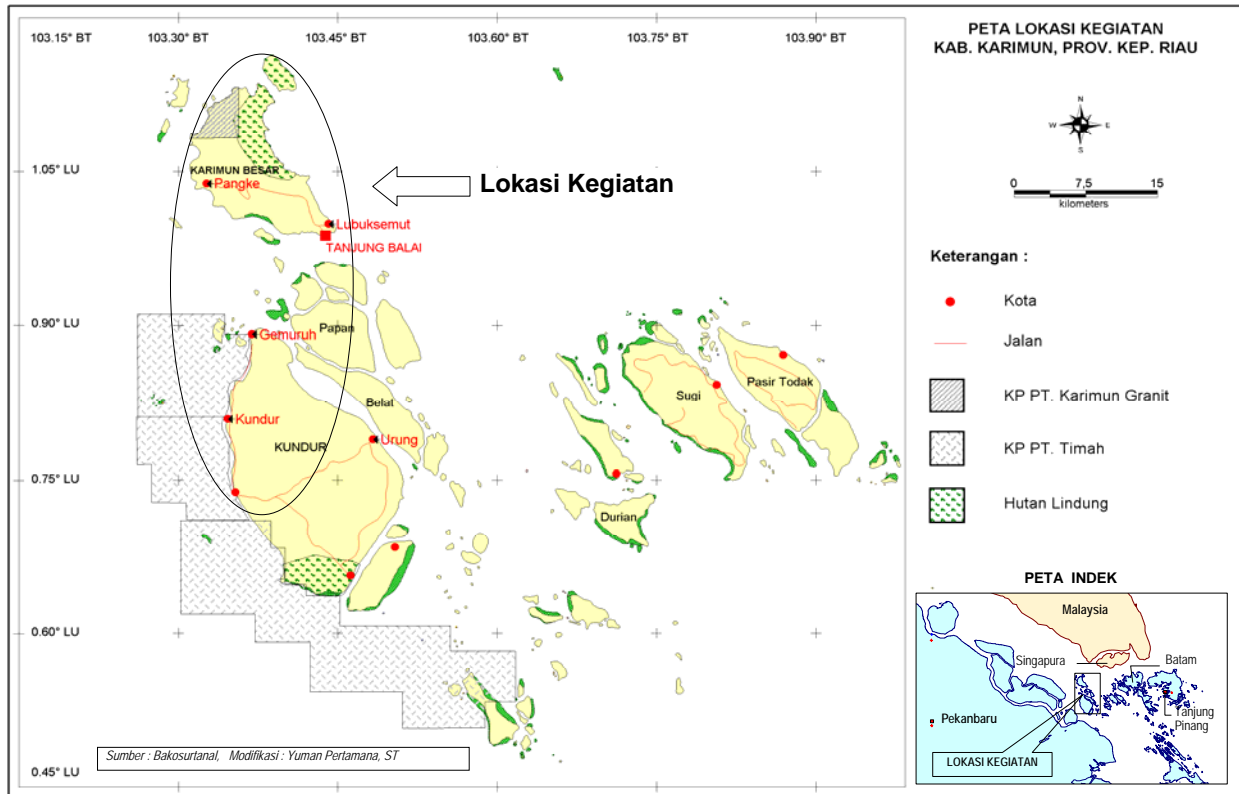 103.15° BT
103.30° BT
103.45° BT
103.60° BT
103.75° BT
103.90° BT
1.05° LU
0.90° LU
0.75° LU
0.60° LU
0.45° LU
KARIMUN BESAR
Pangke
Lubuksemut
TANJUNG BALAI
Lokasi Kegiatan
Gemuruh
Papan
Belat
Kundur
KUNDUR
Urung
Sugi
Pasir Todak
Durian
Sumber : Bakosurtanal, Modifikasi : Yuman Pertamana, ST
PETA LOKASI KEGIATAN
KAB. KARIMUN, PROV. KEP. RIAU
N
W E
S
0 7,5 15
kilometers
Keterangan :
Kota
Jalan
KP PT. Karimun Granit
KP PT. Timah
Hutan Lindung
PETA INDEK
Malaysia
Singapura
Batam
Pekanbaru
Tanjung
Pinang
LOKASI KEGIATAN